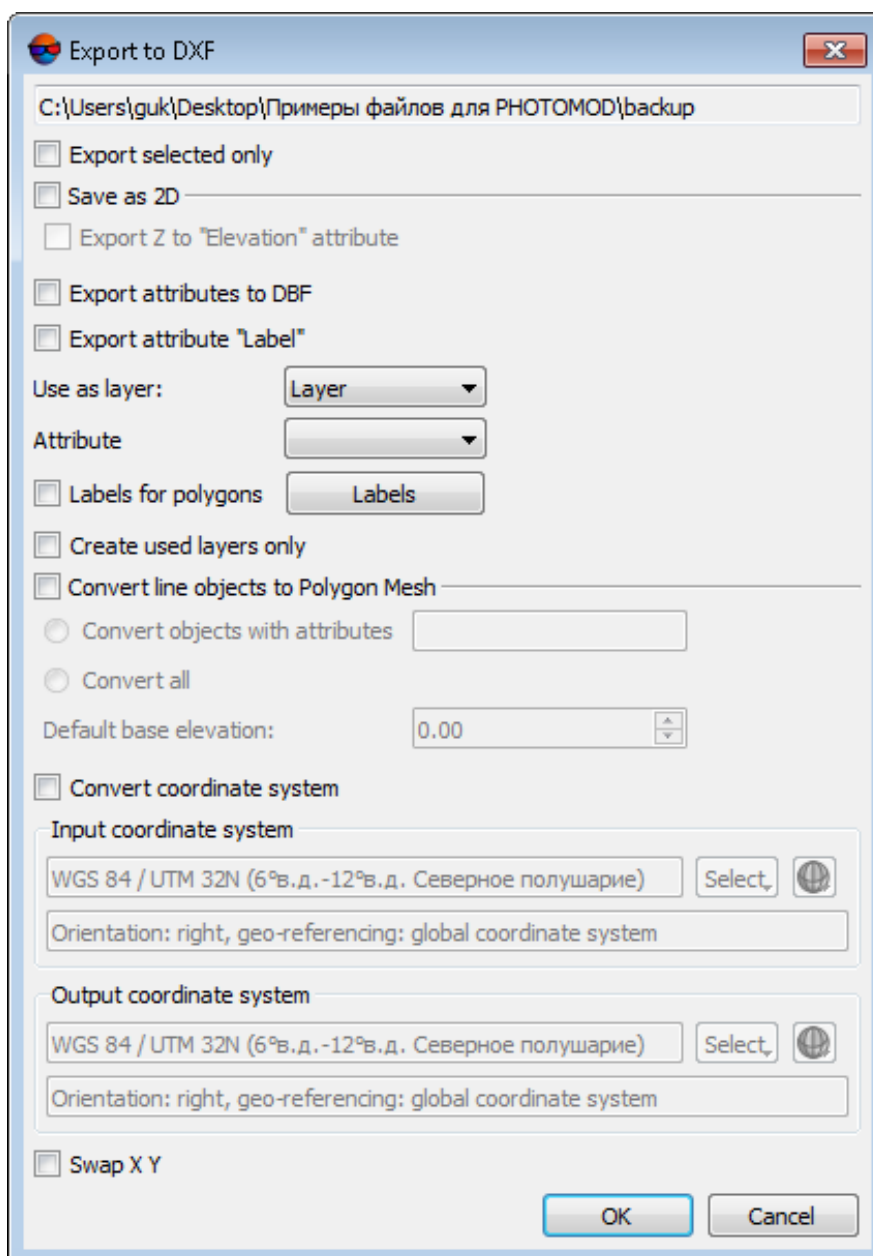 Export to DXF
C:\Users\guk\Desktop\Примеры файлов для PHOTOMOD\backup
Export selected only
Save as 2D
Export Z to "Elevation" attribute
Export attributes to DBF
Export attribute "Label"
Use as layer: Layer
Attribute
Labels for polygons Labels
Create used layers only
Convert line objects to Polygon Mesh
Convert objects with attributes
Convert all
Default base elevation: 0.00
Convert coordinate system
Input coordinate system
WGS 84 / UTM 32N (6°в.д.-12°в.д. Северное полушарие) Select
Orientation: right, geo-referencing: global coordinate system
Output coordinate system
WGS 84 / UTM 32N (6°в.д.-12°в.д. Северное полушарие) Select
Orientation: right, geo-referencing: global coordinate system
Swap X Y
OK Cancel